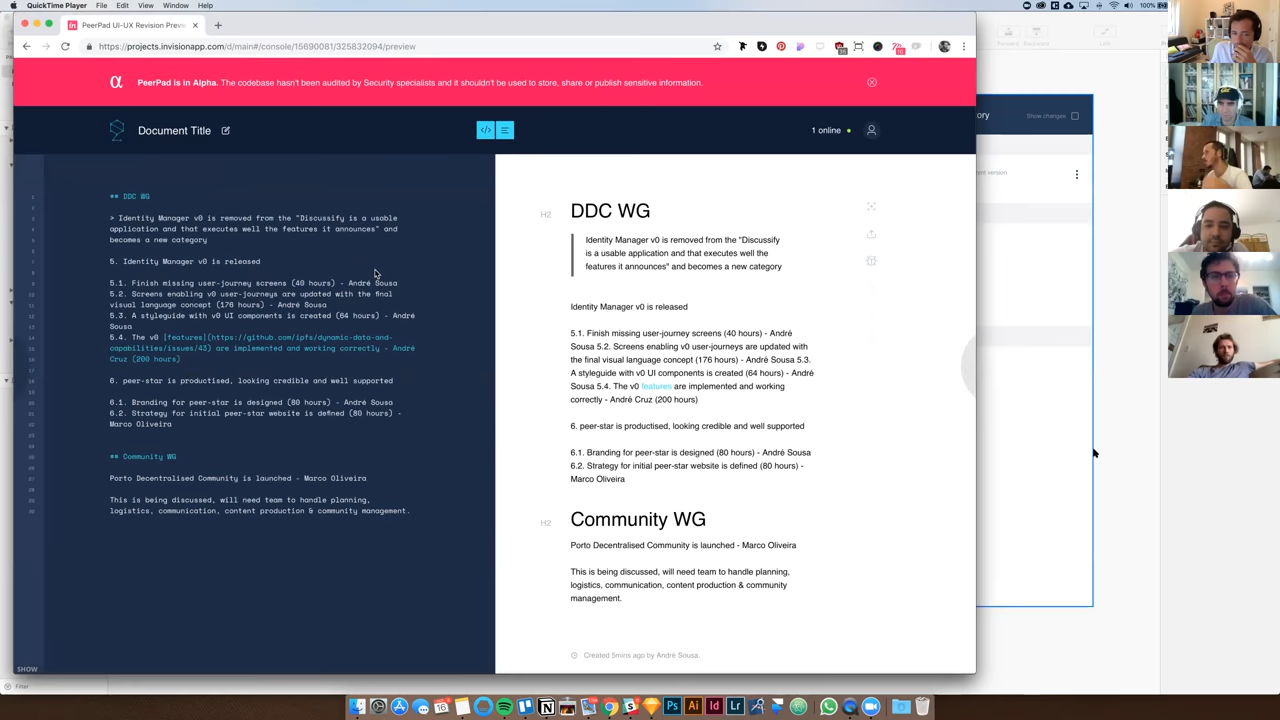 QuickTime Player File Edit View Window Help 100%
PeerPad UI-UX Revision Previe
https://projects.invisionapp.com/d/main#/console/15690081/325832094/preview
α PeerPad is in Alpha. The codebase hasn't been audited by Security specialists and it shouldn't be used to store, share or publish sensitive information.
Document Title
</>
1 online
ory
Show changes
ent version
** DDC WG
> Identity Manager v0 is removed from the "Discussify is a usable
application and that executes well the features it announces" and
becomes a new category
5. Identity Manager v0 is released
5.1. Finish missing user-journey screens (40 hours) - André Sousa
5.2. Screens enabling v0 user-journeys are updated with the final
visual language concept (176 hours) - André Sousa
5.3. A styleguide with v0 UI components is created (64 hours) - André
Sousa
5.4. The v0 [features](https://github.com/ipfs/dynamic-data-and-
capabilities/issues/43) are implemented and working correctly - André
Cruz (200 hours)
6. peer-star is productised, looking credible and well supported
6.1. Branding for peer-star is designed (80 hours) - André Sousa
6.2. Strategy for initial peer-star website is defined (80 hours) -
Marco Oliveira
** Community WG
Porto Decentralised Community is launched - Marco Oliveira
This is being discussed, will need team to handle planning,
logistics, communication, content production & community management.
SHOW
H2 DDC WG
Identity Manager v0 is removed from the "Discussify
is a usable application and that executes well the
features it announces" and becomes a new category
Identity Manager v0 is released
5.1. Finish missing user-journey screens (40 hours) - André
Sousa 5.2. Screens enabling v0 user-journeys are updated with
the final visual language concept (176 hours) - André Sousa 5.3.
A styleguide with v0 UI components is created (64 hours) - André
Sousa 5.4. The v0 features are implemented and working
correctly - André Cruz (200 hours)
6. peer-star is productised, looking credible and well supported
6.1. Branding for peer-star is designed (80 hours) - André Sousa
6.2. Strategy for initial peer-star website is defined (80 hours) -
Marco Oliveira
H2 Community WG
Porto Decentralised Community is launched - Marco Oliveira
This is being discussed, will need team to handle planning,
logistics, communication, content production & community
management.
Created 5mins ago by André Sousa.
Filter
Ps Ai Id Lr